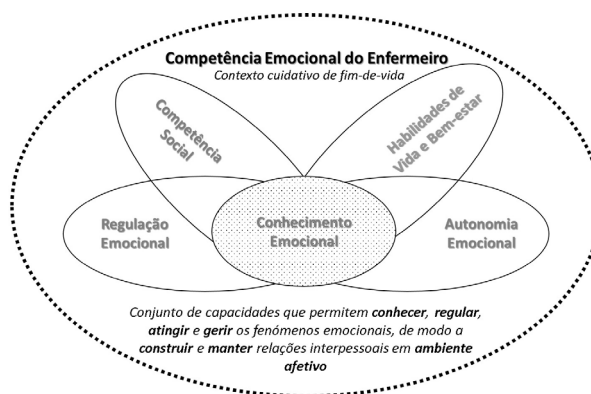 Competência Emocional do Enfermeiro
Contexto cuidativo de fim-de-vida
Competência
Social
Habilidades de
Vida e Bem-estar
Regulação
Emocional
Conhecimento
Emocional
Autonomia
Emocional
Conjunto de capacidades que permitem conhecer, regular,
atingir e gerir os fenómenos emocionais, de modo a
construir e manter relações interpessoais em ambiente
afetivo